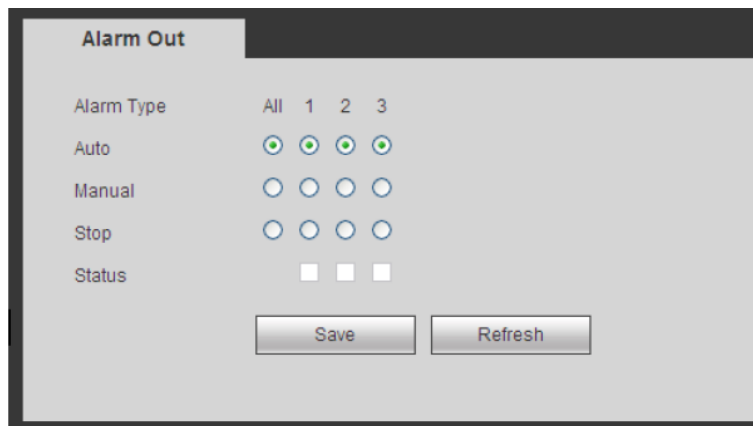 Alarm Out
Alarm Type All 1 2 3
Auto
Manual
Stop
Status
Save Refresh